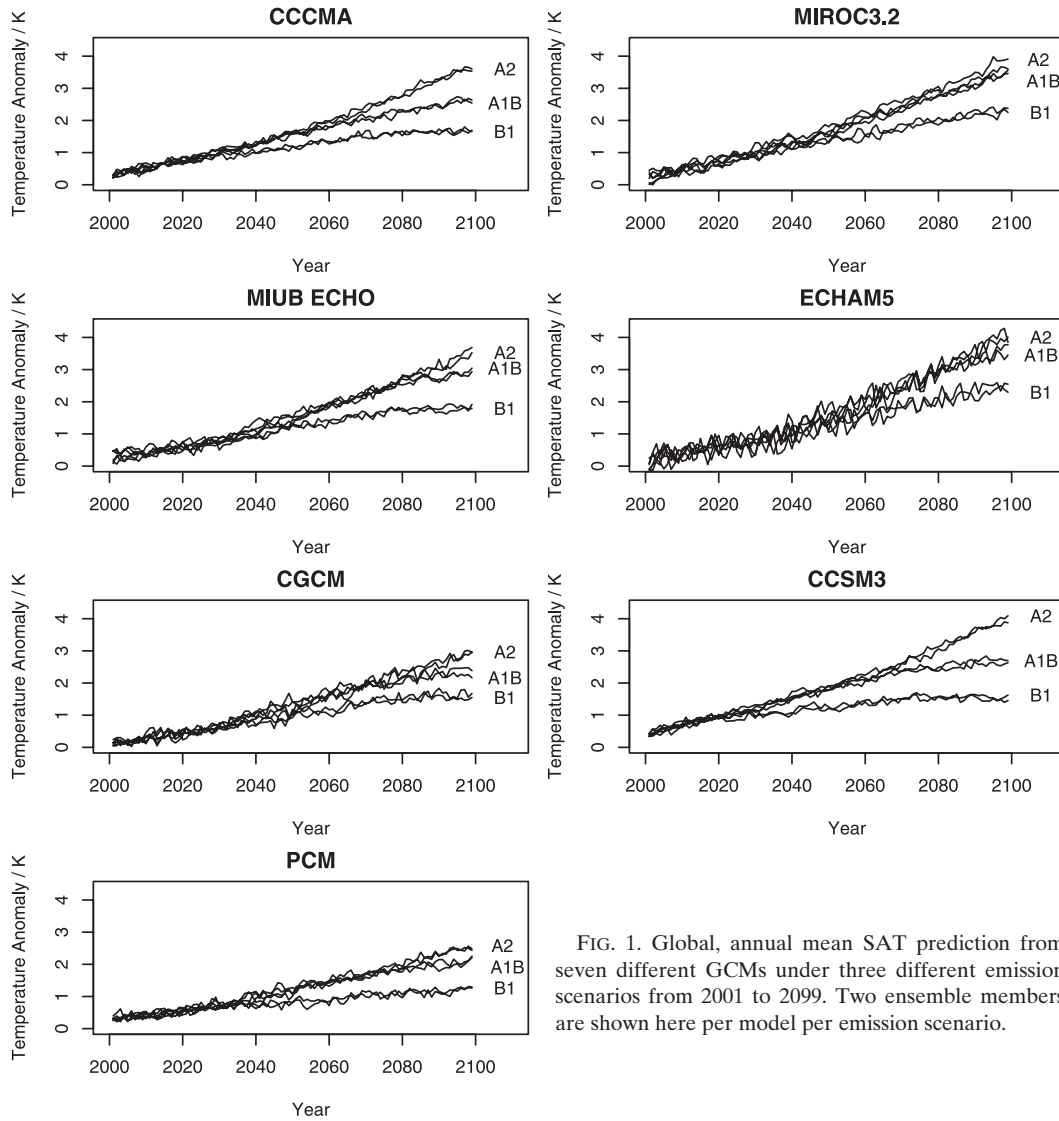 CCCMA
Temperature Anomaly / K
4
3
2
1
0
A2
A1B
B1
2000 2020 2040 2060 2080 2100
Year
MIROC3.2
Temperature Anomaly / K
4
3
2
1
0
A2
A1B
B1
2000 2020 2040 2060 2080 2100
Year
MIUB ECHO
Temperature Anomaly / K
4
3
2
1
0
A2
A1B
B1
2000 2020 2040 2060 2080 2100
Year
ECHAM5
Temperature Anomaly / K
4
3
2
1
0
A2
A1B
B1
2000 2020 2040 2060 2080 2100
Year
CGCM
Temperature Anomaly / K
4
3
2
1
0
A2
A1B
B1
2000 2020 2040 2060 2080 2100
Year
CCSM3
Temperature Anomaly / K
4
3
2
1
0
A2
A1B
B1
2000 2020 2040 2060 2080 2100
Year
PCM
Temperature Anomaly / K
4
3
2
1
0
A2
A1B
B1
2000 2020 2040 2060 2080 2100
Year
FIG. 1. Global, annual mean SAT prediction from
seven different GCMs under three different emission
scenarios from 2001 to 2099. Two ensemble members
are shown here per model per emission scenario.